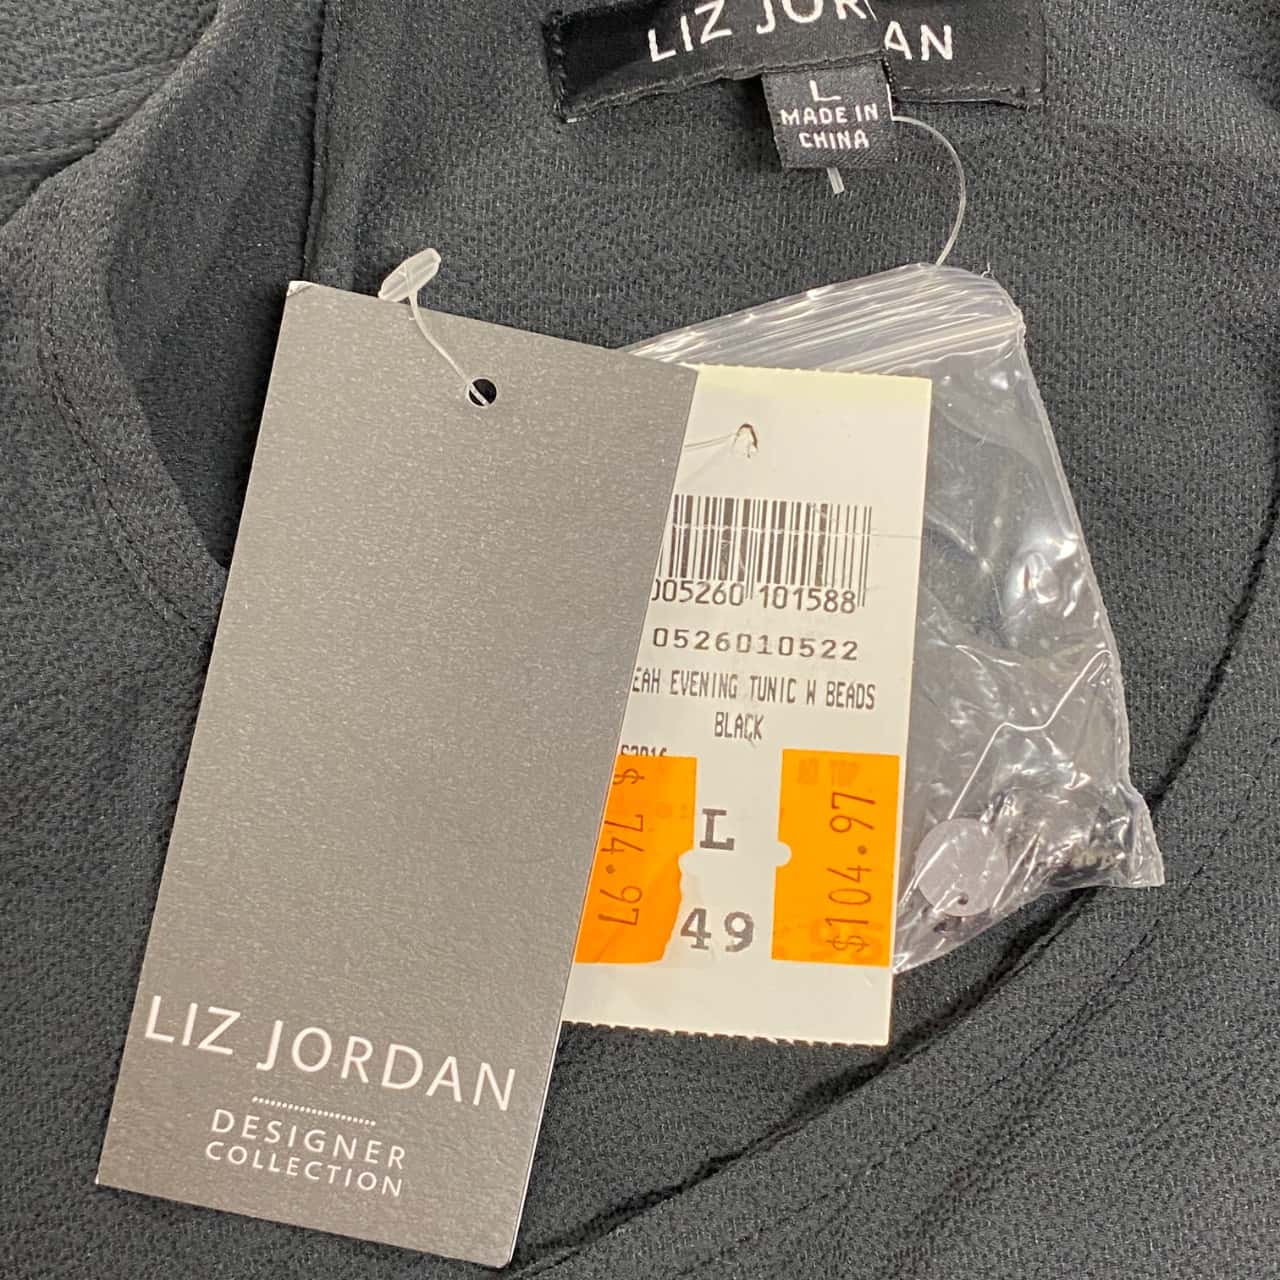 LIZ JORDAN
L
MADE IN
CHINA
005260 101588
0526010522
EAH EVENING TUNIC W BEADS
BLACK
$ 74.97
L
49
$104.97
LIZ JORDAN
DESIGNER
COLLECTION